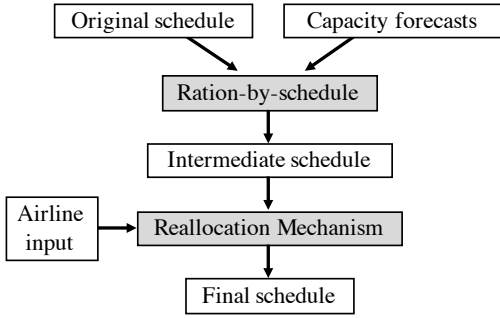 Original schedule
Capacity forecasts
Ration-by-schedule
Intermediate schedule
Airline
input
Reallocation Mechanism
Final schedule